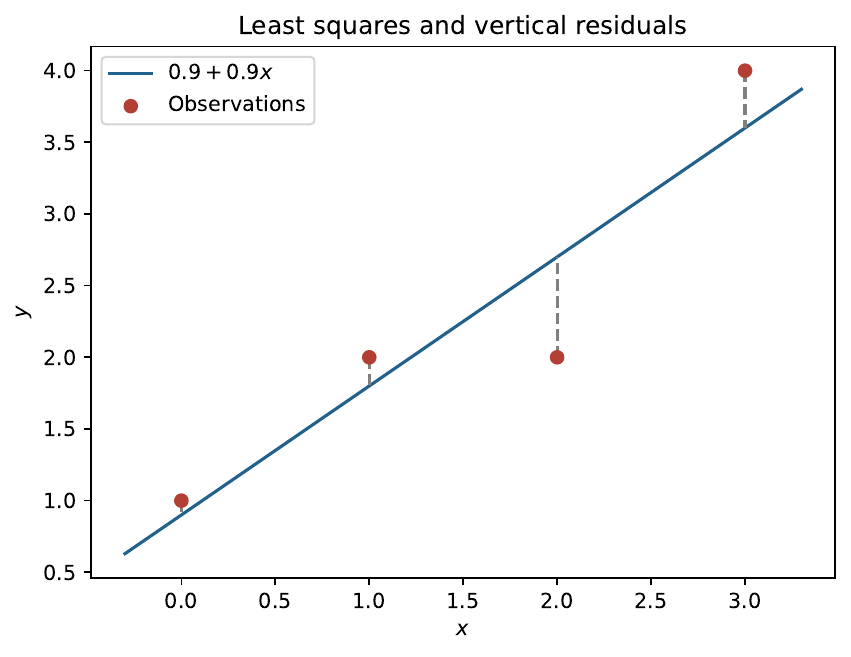 Least squares and vertical residuals
0.9 + 0.9x
Observations
4.0
3.5
3.0
2.5
2.0
1.5
1.0
0.5
y
0.0 0.5 1.0 1.5 2.0 2.5 3.0
x